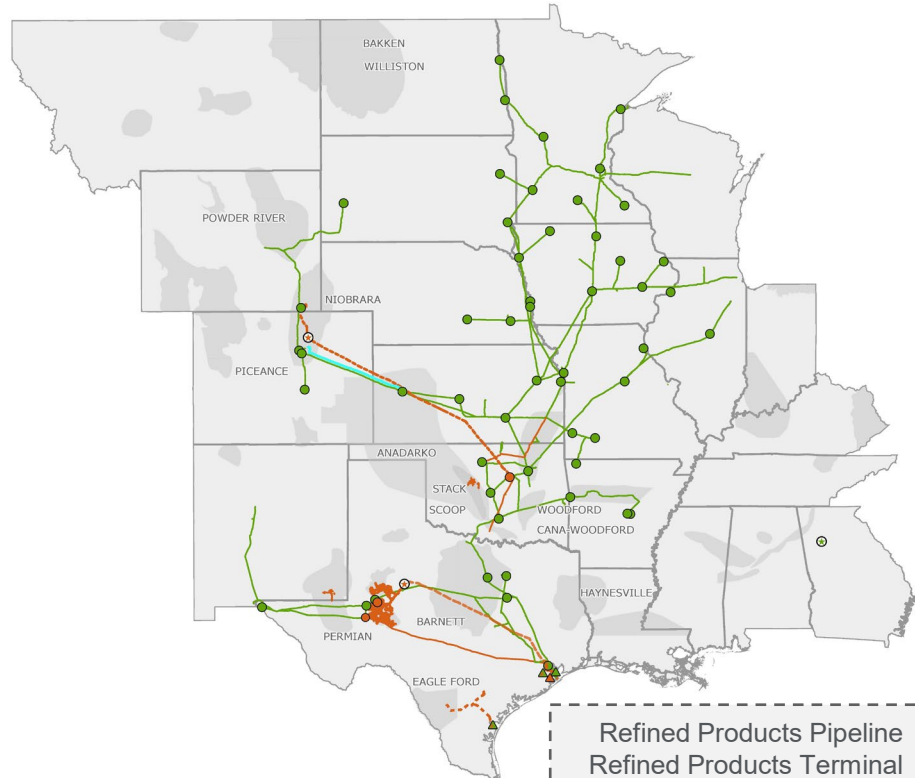 BAKKEN
WILLISTON
POWDER RIVER
NIOBRARA
PICEANCE
ANADARKO
STACK
SCOOP
WOODFORD
CANA-WOODFORD
HAYNESVILLE
BARNETT
PERMIAN
EAGLE FORD
Refined Products Pipeline
Refined Products Terminal